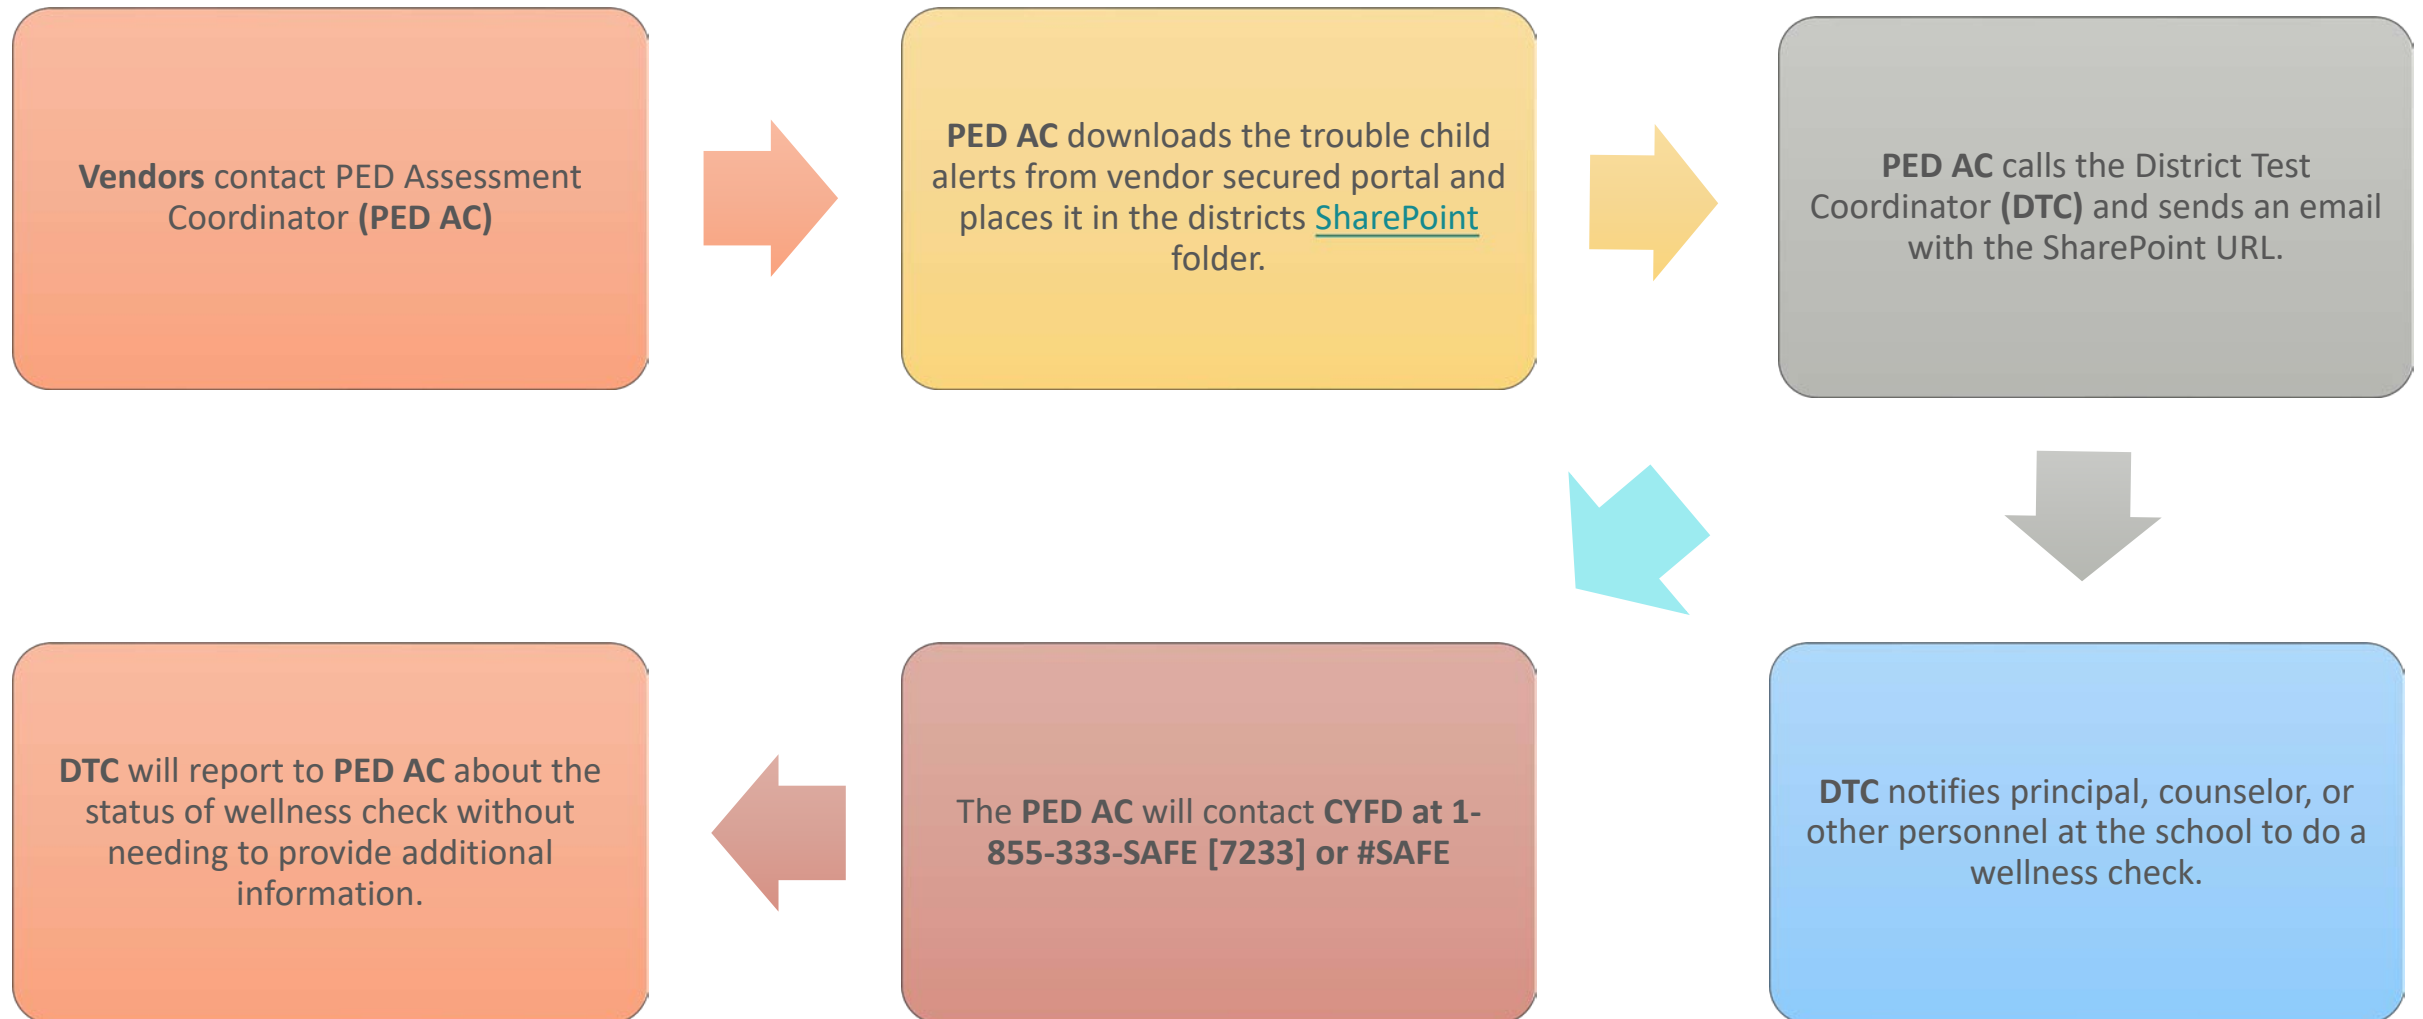 Vendors contact PED Assessment
Coordinator (PED AC)
PED AC downloads the trouble child
alerts from vendor secured portal and
places it in the districts SharePoint
folder.
PED AC calls the District Test
Coordinator (DTC) and sends an email
with the SharePoint URL.
DTC notifies principal, counselor, or
other personnel at the school to do a
wellness check.
The PED AC will contact CYFD at 1-
855-333-SAFE [7233] or #SAFE
DTC will report to PED AC about the
status of wellness check without
needing to provide additional
information.